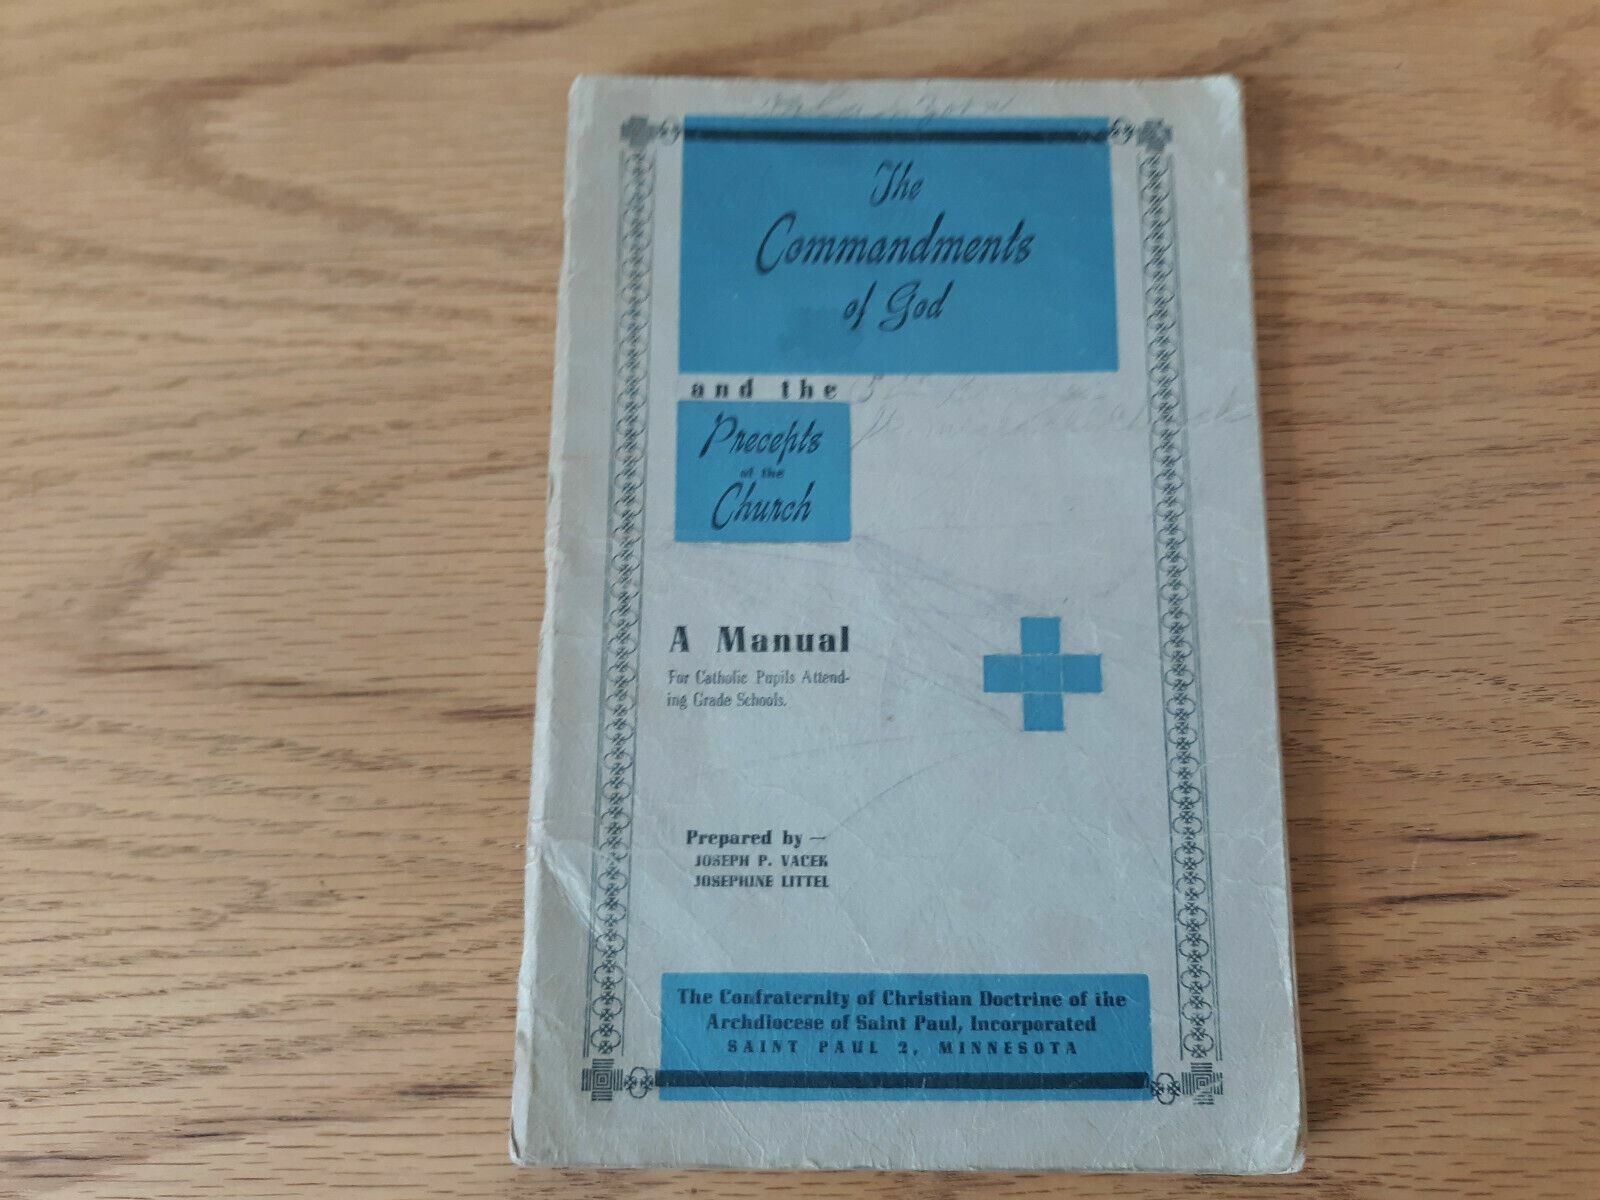 The
Commandments
of God
and the
Precepts
of the
Church
A Manual
For Catholic Pupils Attend-
ing Grade Schools.
Prepared by —
JOSEPH P. VACEK
JOSEPHINE LITTEL
The Confraternity of Christian Doctrine of the
Archdiocese of Saint Paul, Incorporated
SAINT PAUL 2, MINNESOTA